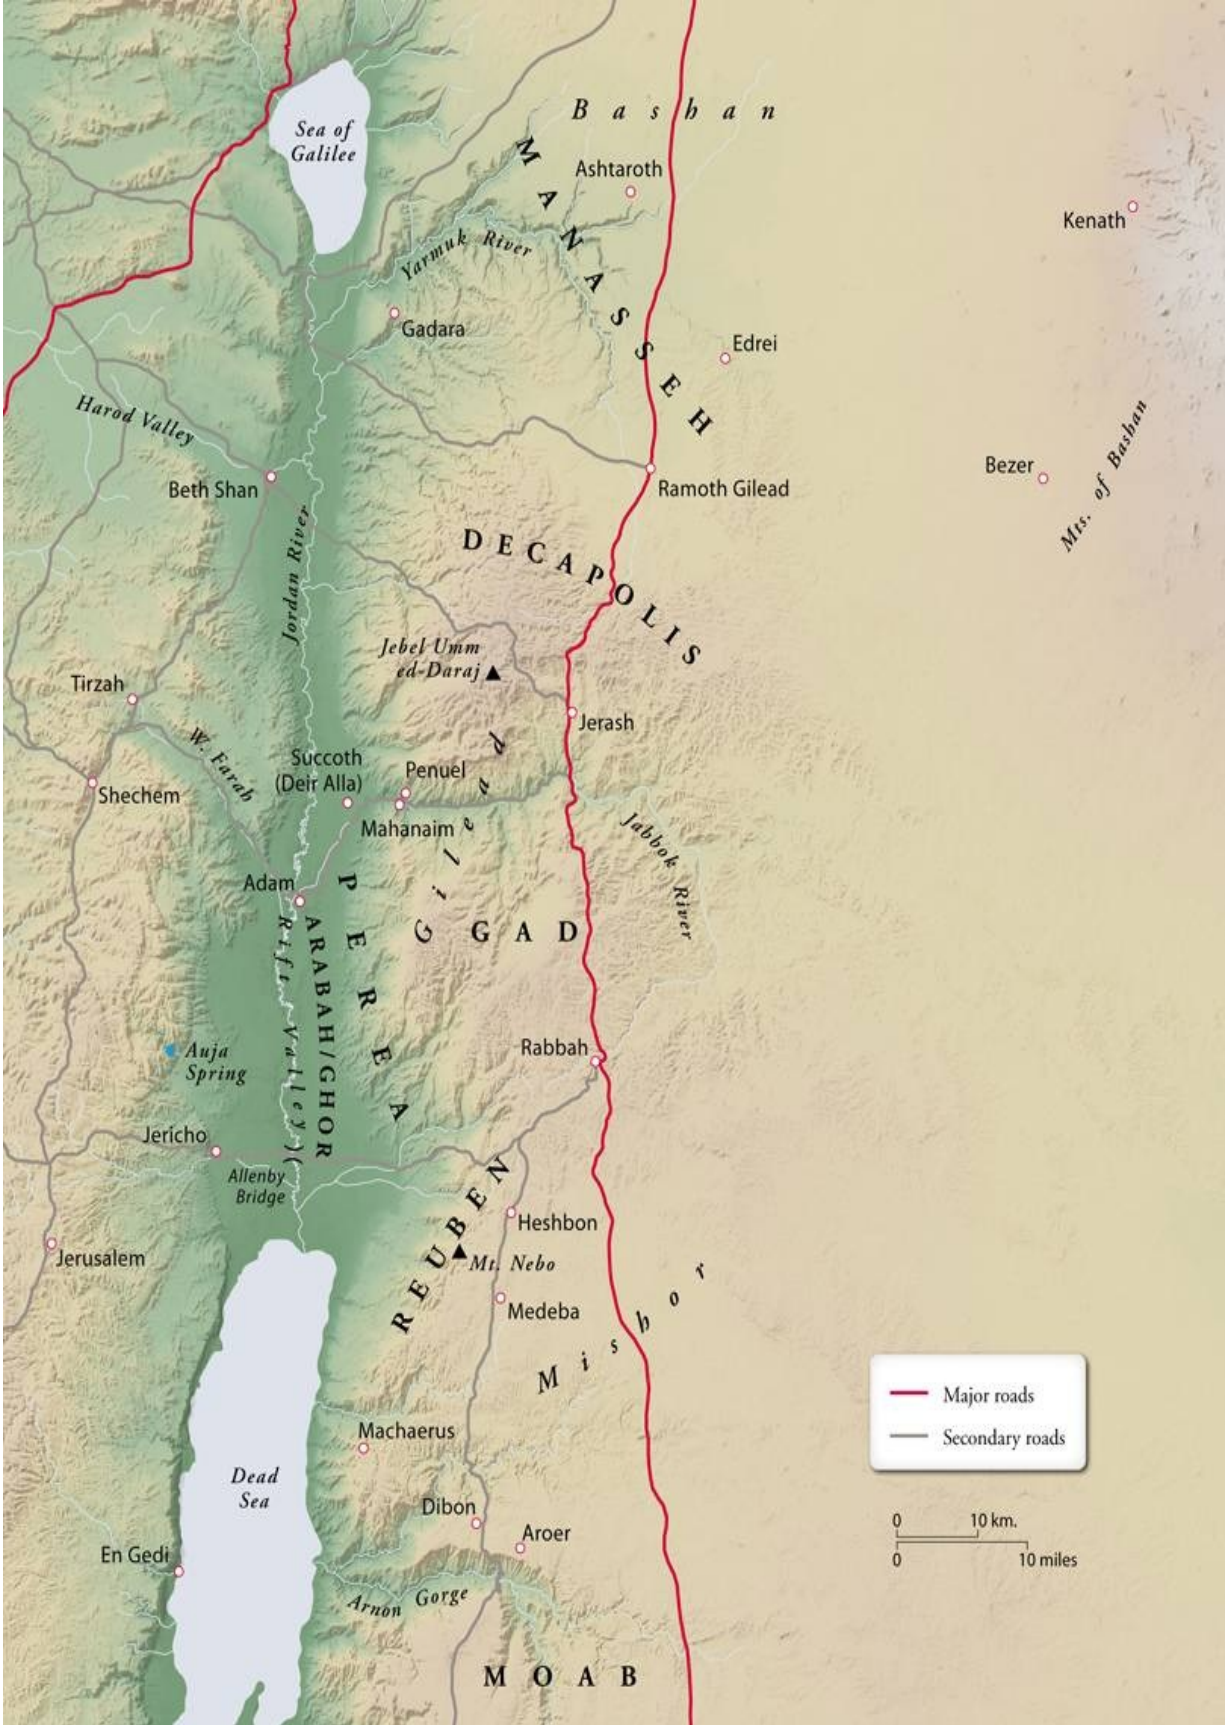 Bashan
Sea of
Galilee
MANASSEH
Ashtaroth
Kenath
Yarmuk River
Gadara
Edrei
Harod Valley
Mts. of Bashan
Bezer
Beth Shan
Ramoth Gilead
Jordan River
DECAPOLIS
Jebel Umm
ed-Daraj
Tirzah
Jerash
W. Farah
Succoth
(Deir Alla)
Penuel
Shechem
Mahanaim
Gilead
Jabbok River
Adam
PEREA
GAD
ARABAH/GHOR
Rift Valley
Auja
Spring
Rabbah
Jericho
Allenby
Bridge
REUBEN
Heshbon
Jerusalem
Mt. Nebo
Medeba
Mishor
Major roads
Secondary roads
Machaerus
Dead
Sea
Dibon
Aroer
0 10 km.
0 10 miles
En Gedi
Arnon Gorge
MOAB